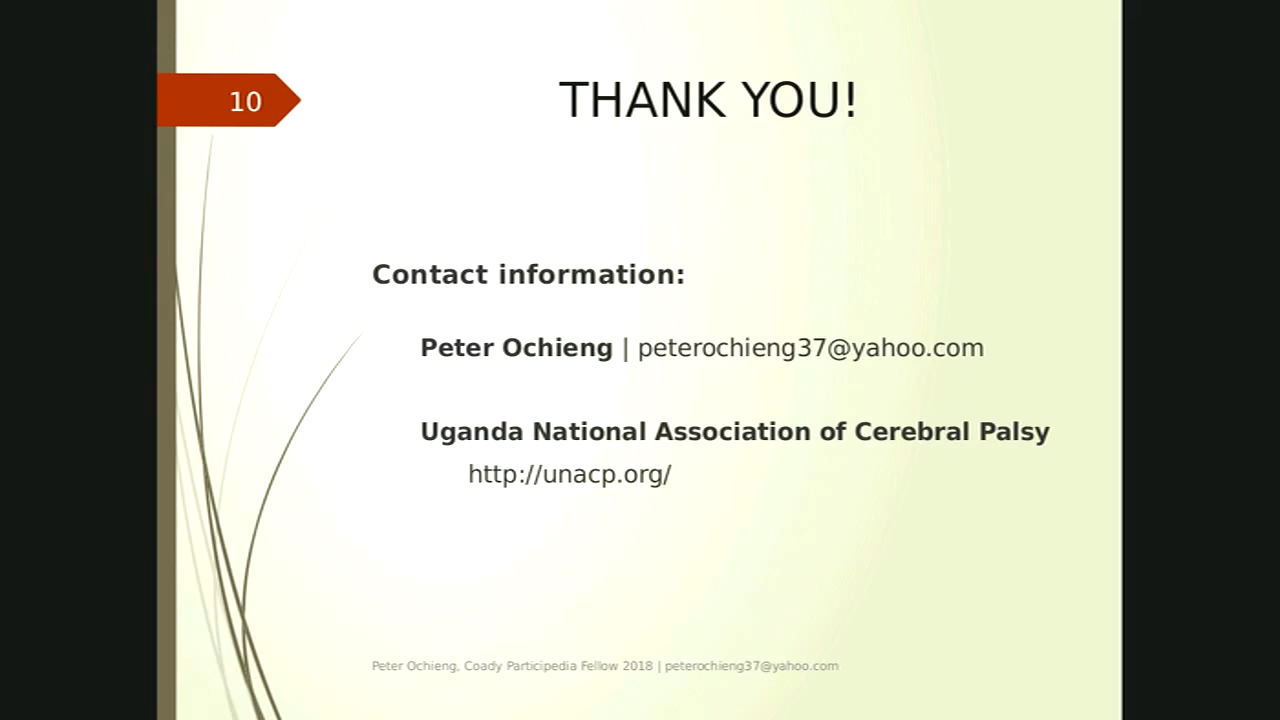 10
THANK YOU!
Contact information:
Peter Ochieng | peterochieng37@yahoo.com
Uganda National Association of Cerebral Palsy
http://unacp.org/
Peter Ochieng, Coady Participedia Fellow 2018 | peterochieng37@yahoo.com